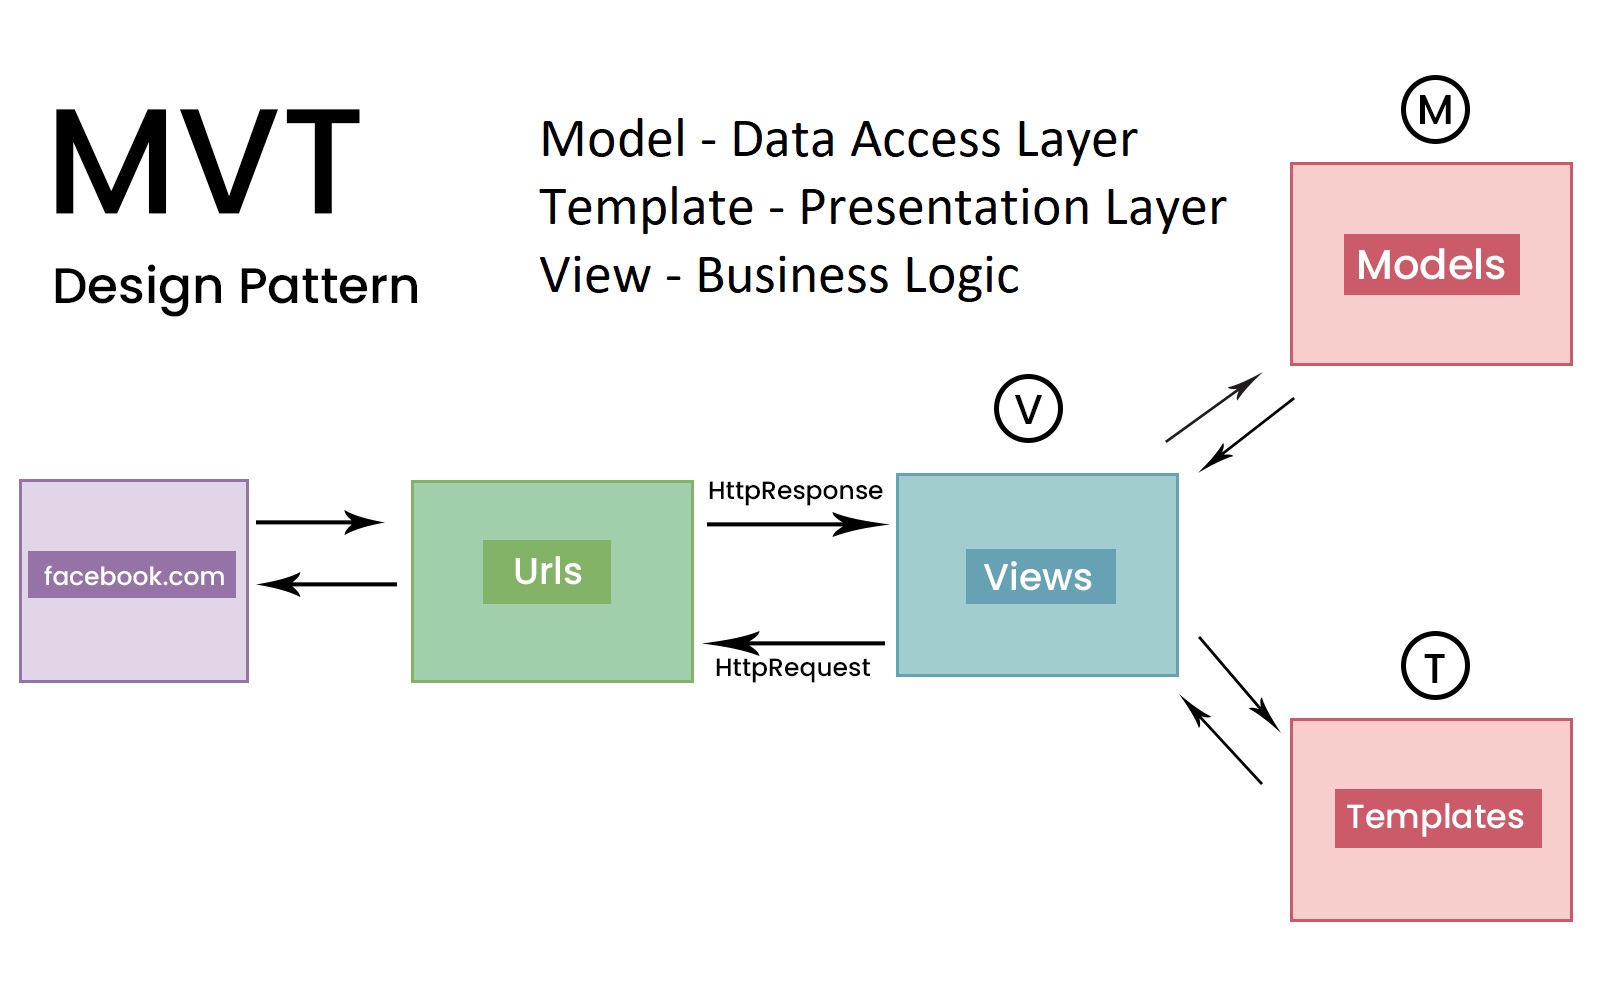 MVT
Design Pattern
Model - Data Access Layer
Template - Presentation Layer
View - Business Logic
M
Models
V
facebook.com
Urls
HttpResponse
HttpRequest
Views
T
Templates